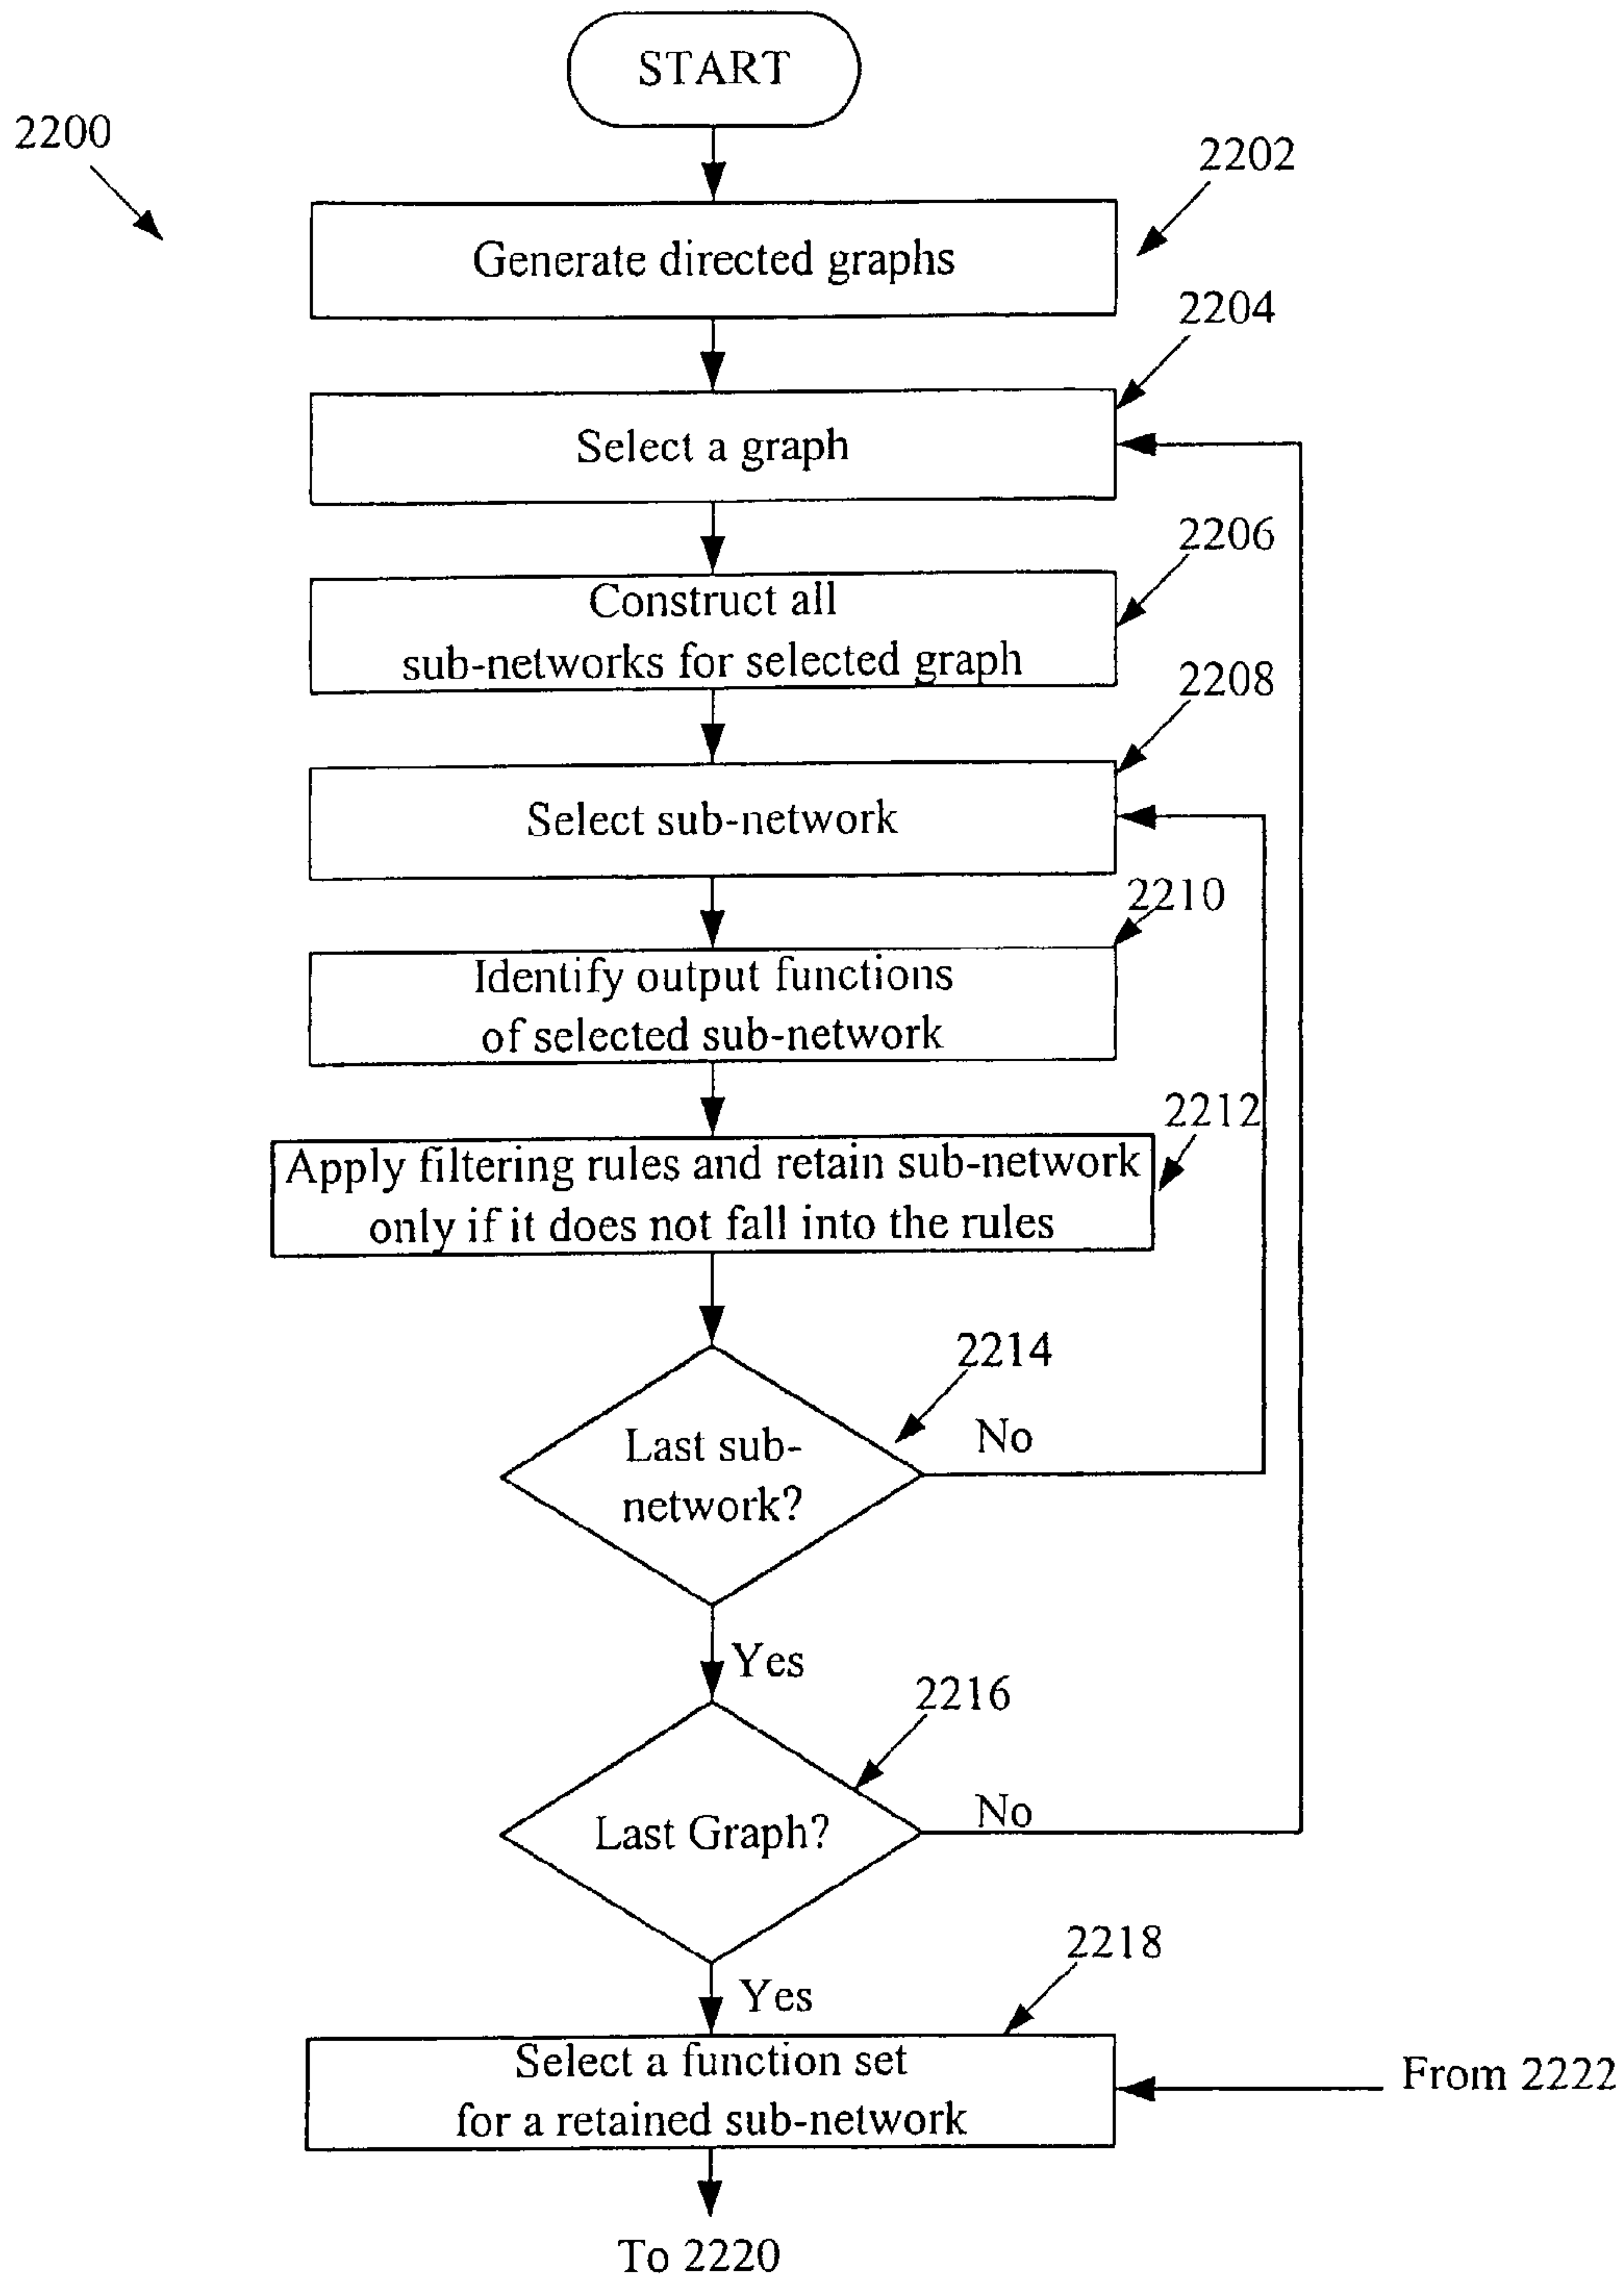 START
2200
2202
Generate directed graphs
2204
Select a graph
2206
Construct all
sub-networks for selected graph
2208
Select sub-network
2210
Identify output functions
of selected sub-network
2212
Apply filtering rules and retain sub-network
only if it does not fall into the rules
2214
Last sub-
network?
No
Yes
2216
Last Graph?
No
Yes
2218
Select a function set
for a retained sub-network
From 2222
To 2220